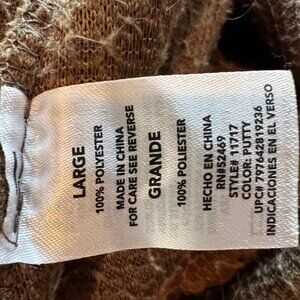 LARGE
100% POLYESTER
MADE IN CHINA
FOR CARE SEE REVERSE
GRANDE
100% POLIESTER
HECHO EN CHINA
RN#52469
STYLE# 11717
COLOR: PUTTY
UPC# 797642819236
INDICACIONES EN EL VERSO